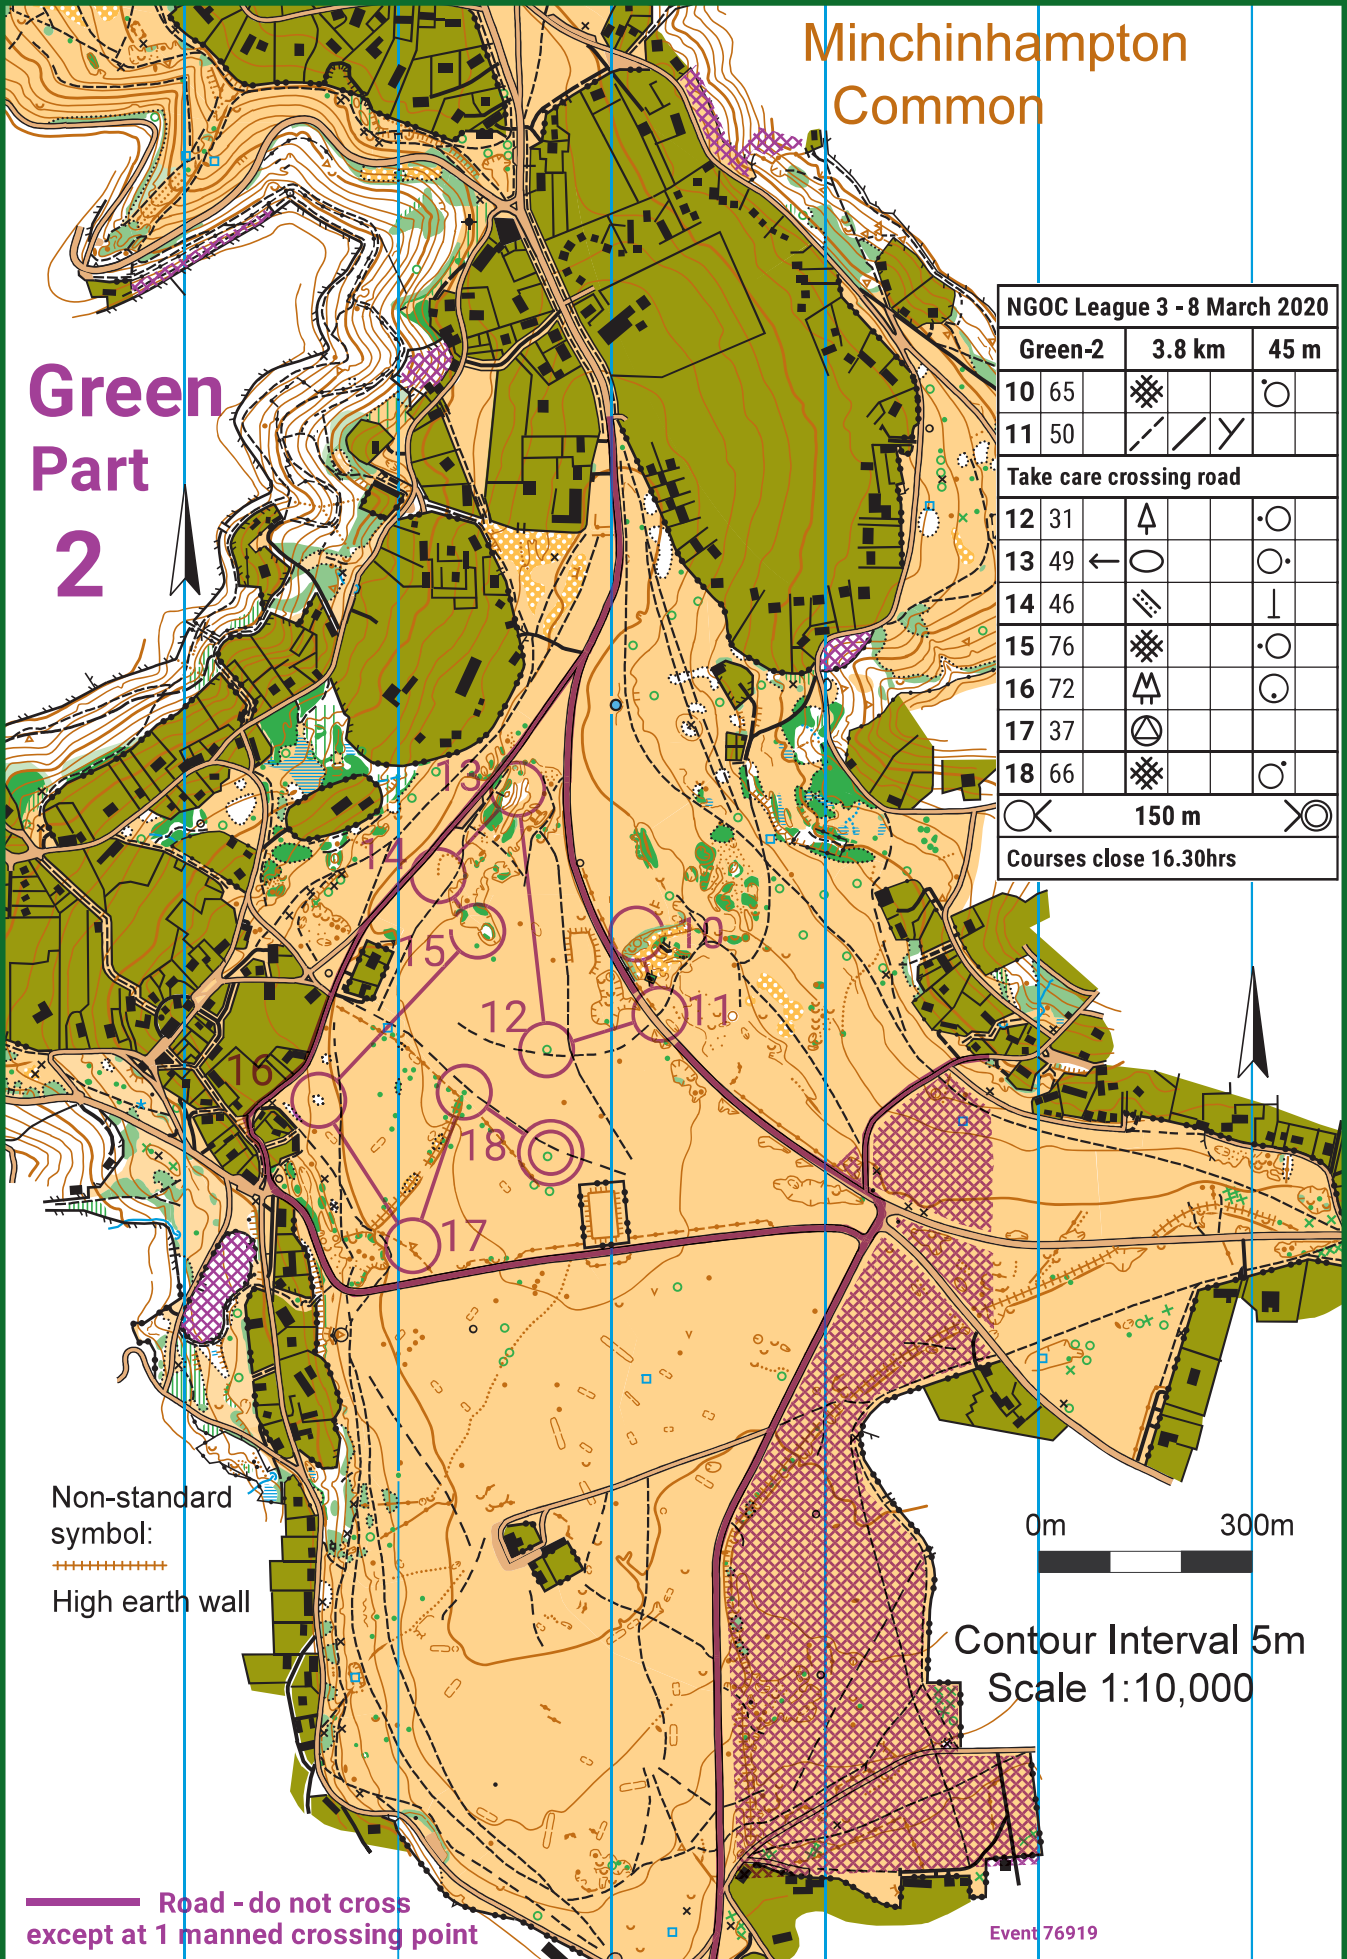 Minchinhampton
Common
Green
Part
2
NGOC League 3 - 8 March 2020
Green-2 3.8 km 45 m
10 65
11 50
Take care crossing road
12 31
13 49
14 46
15 76
16 72
17 37
18 66
150 m
Courses close 16.30hrs
13
14
15
10
12
11
16
18
17
Non-standard
symbol:
High earth wall
0m 300m
Contour Interval 5m
Scale 1:10,000
Road - do not cross
except at 1 manned crossing point
Event 76919